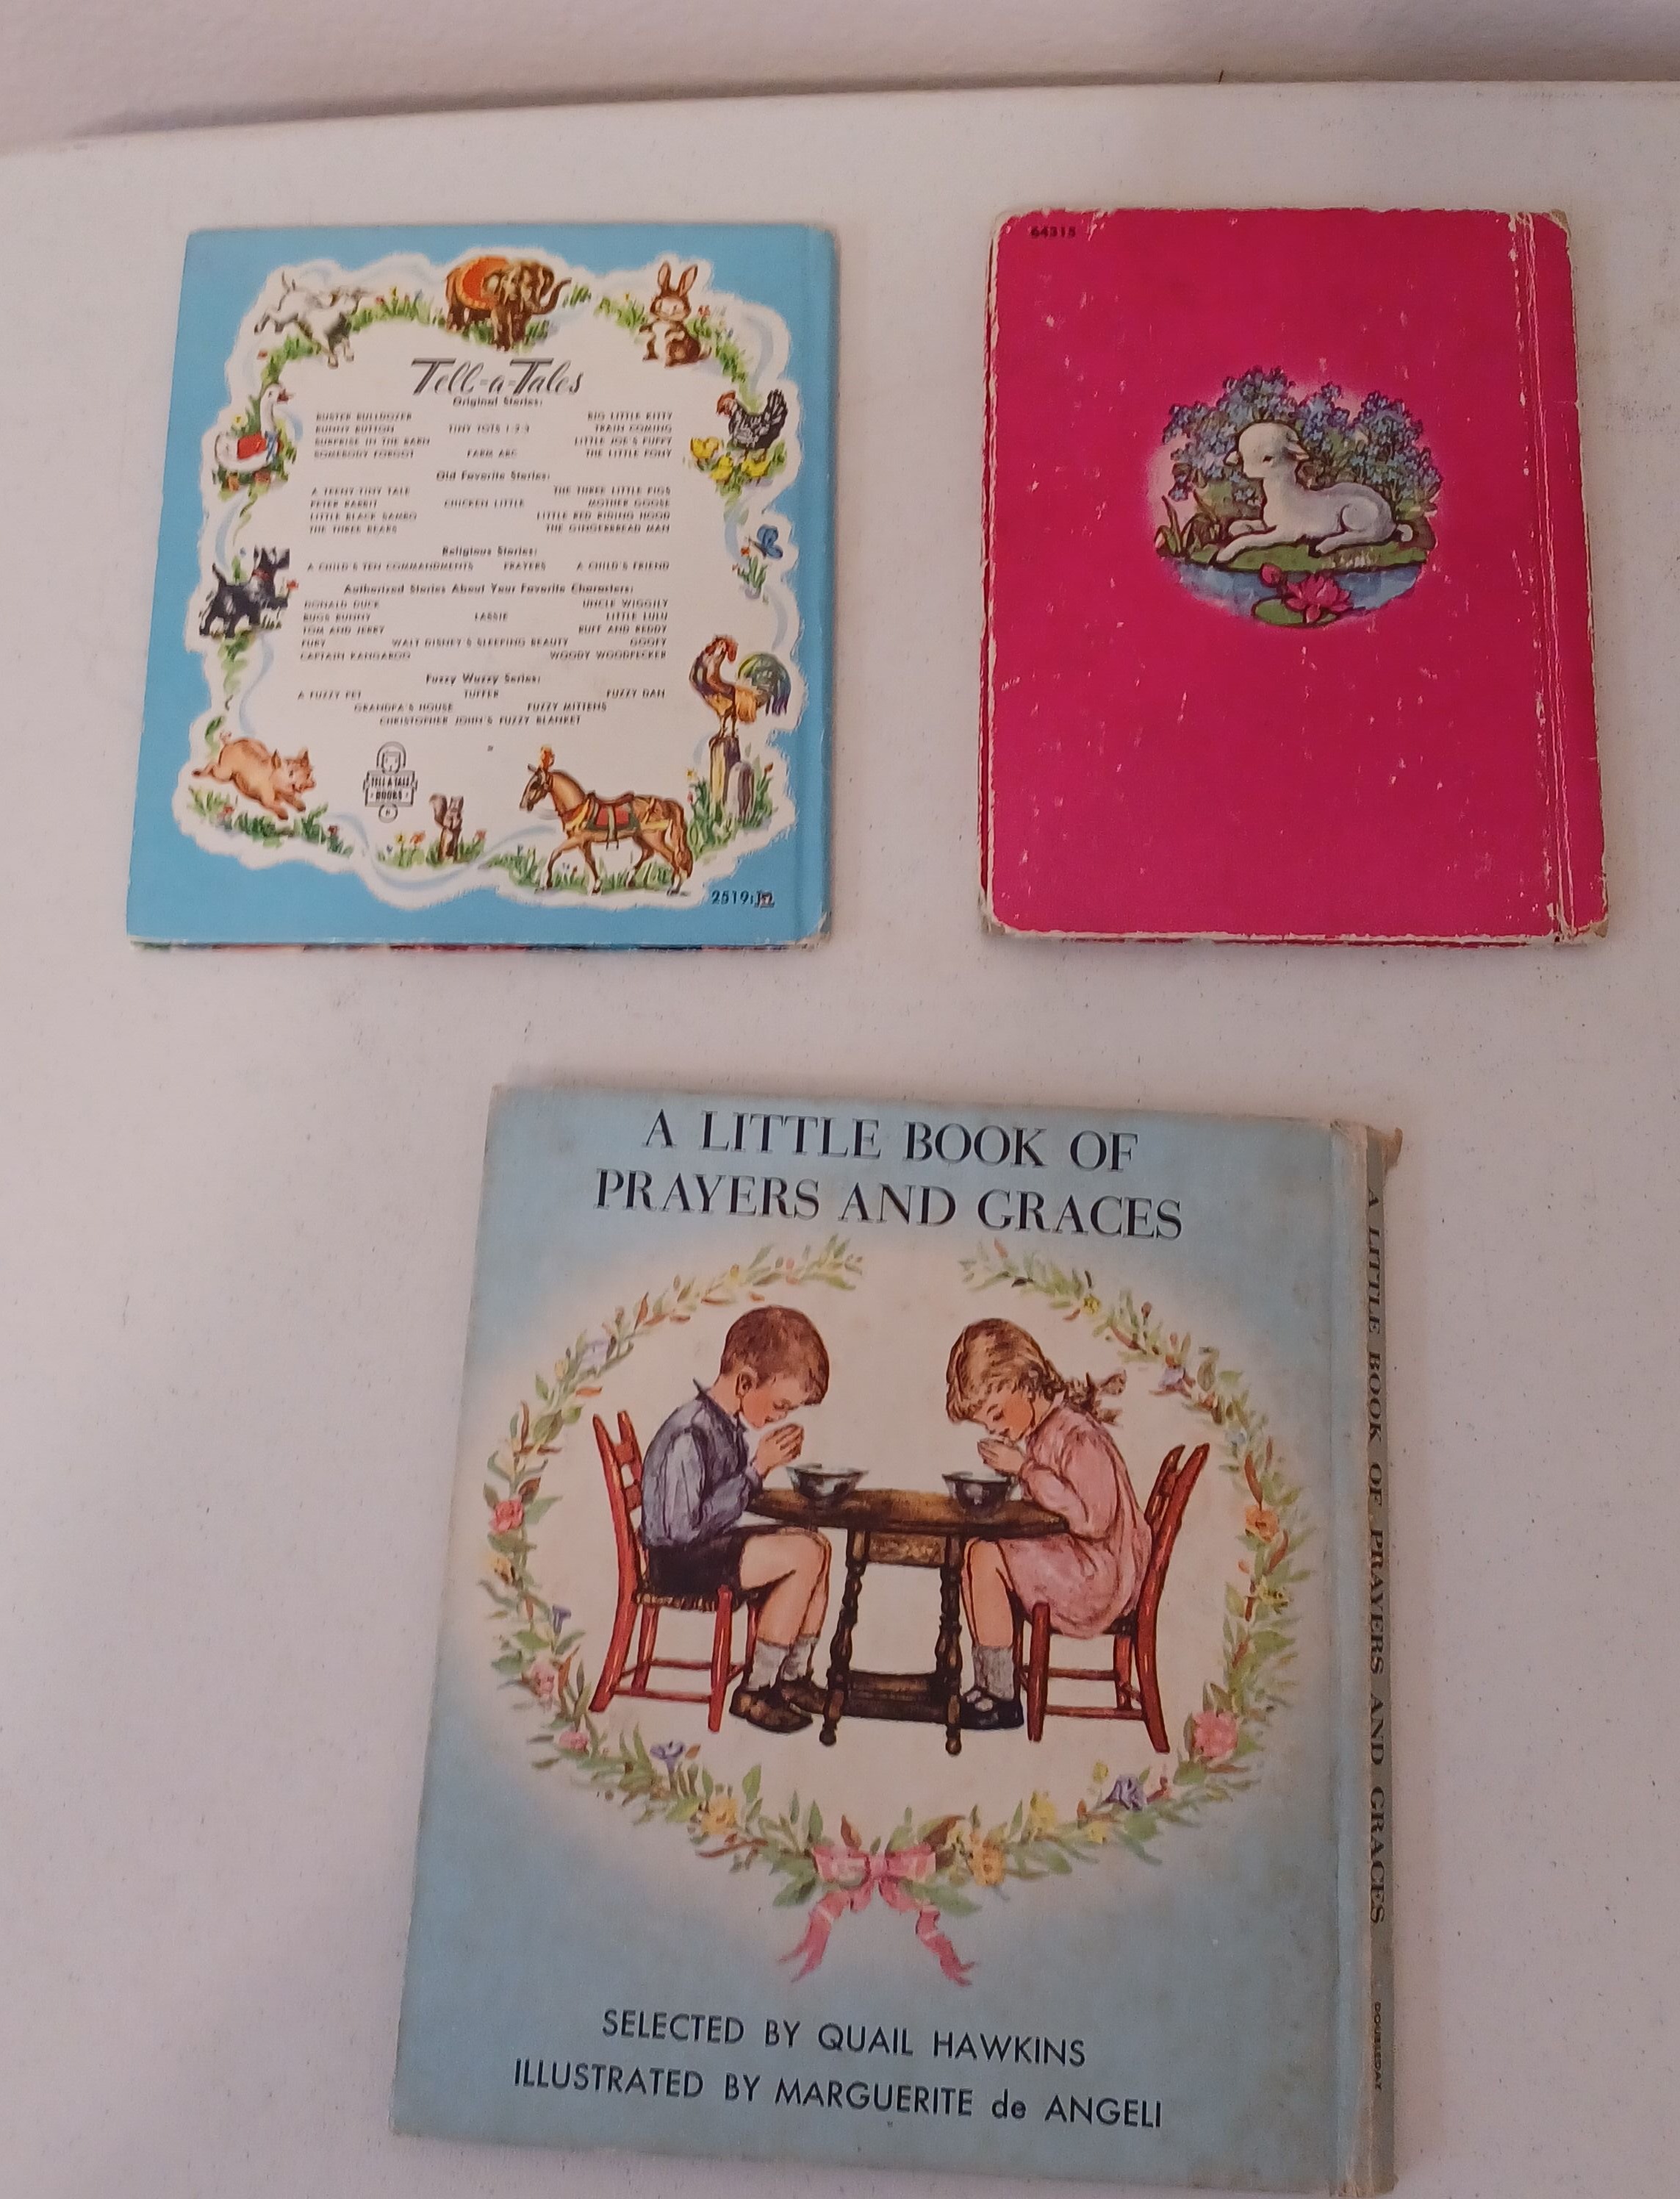 Tell-a-Tales
Original Stories:
BUSTER BULLDOZER BIG LITTLE KITTY
BUNNY BUTTON TINY TOTS 1-2-3 TRAIN COMING
SURPRISE IN THE BARN LITTLE JOE'S PUPPY
SOMEBODY FORGOT FARM ABC THE LITTLE PONY
Old Favorite Stories:
A TEENY-TINY TALE THE THREE LITTLE PIGS
PETER RABBIT CHICKEN LITTLE MOTHER GOOSE
LITTLE BLACK SAMBO LITTLE RED RIDING HOOD
THE THREE BEARS THE GINGERBREAD MAN
Religious Stories:
A CHILD'S TEN COMMANDMENTS PRAYERS A CHILD'S FRIEND
Authorized Stories About Your Favorite Characters:
DONALD DUCK UNCLE WIGGILY
BUGS BUNNY LASSIE LITTLE LULU
TOM AND JERRY RUFF AND REDDY
FURY WALT DISNEY'S SLEEPING BEAUTY GOOFY
CAPTAIN KANGAROO WOODY WOODPECKER
Fuzzy Wuzzy Series:
A FUZZY PET TUFFER FUZZY DAN
GRANDPA'S HOUSE FUZZY MITTENS
CHRISTOPHER JOHN'S FUZZY BLANKET
TELL-A-TALE
BOOKS
2519:
64315
A LITTLE BOOK OF
PRAYERS AND GRACES
SELECTED BY QUAIL HAWKINS
ILLUSTRATED BY MARGUERITE de ANGELI
A LITTLE BOOK OF PRAYERS AND GRACES DOUBLEDAY